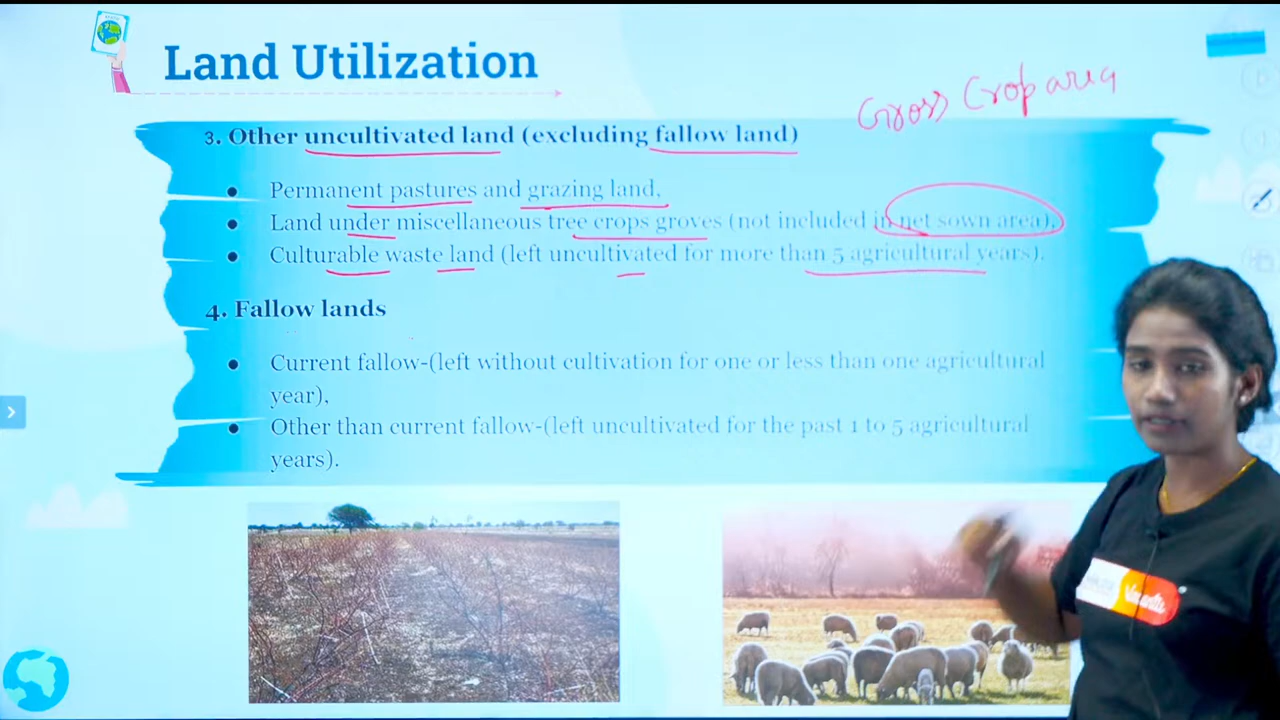 Land Utilization
Gross Crop area
3. Other uncultivated land (excluding fallow land)
● Permanent pastures and grazing land,
● Land under miscellaneous tree crops groves (not included in net sown area),
● Culturable waste land (left uncultivated for more than 5 agricultural years).
4. Fallow lands
● Current fallow-(left without cultivation for one or less than one agricultural
year),
● Other than current fallow-(left uncultivated for the past 1 to 5 agricultural
years).
Vedantu